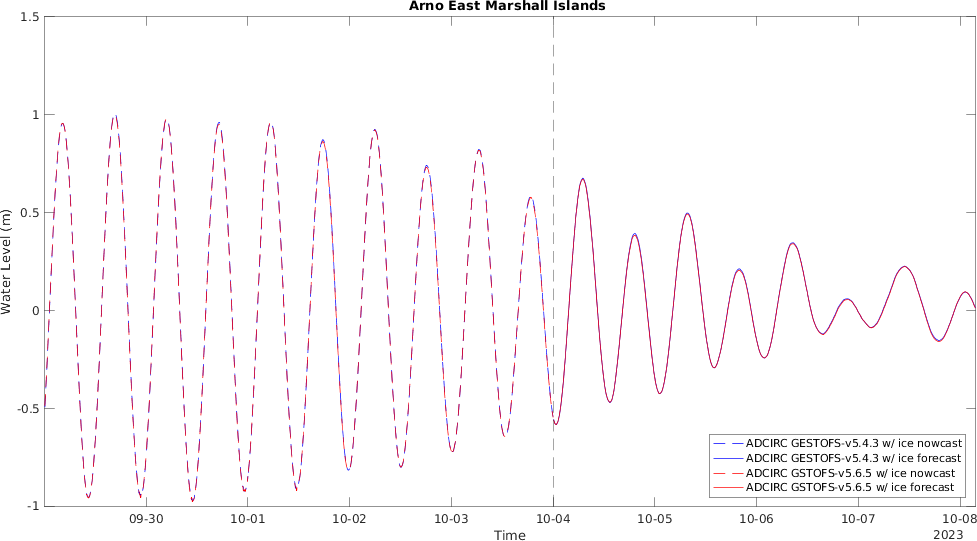 Arno East Marshall Islands
1.5
1
0.5
0
-0.5
-1
Water Level (m)
09-30 10-01 10-02 10-03 10-04 10-05 10-06 10-07 10-08
Time
2023
ADCIRC GESTOFS-v5.4.3 w/ ice nowcast
ADCIRC GESTOFS-v5.4.3 w/ ice forecast
ADCIRC GSTOFS-v5.6.5 w/ ice nowcast
ADCIRC GSTOFS-v5.6.5 w/ ice forecast